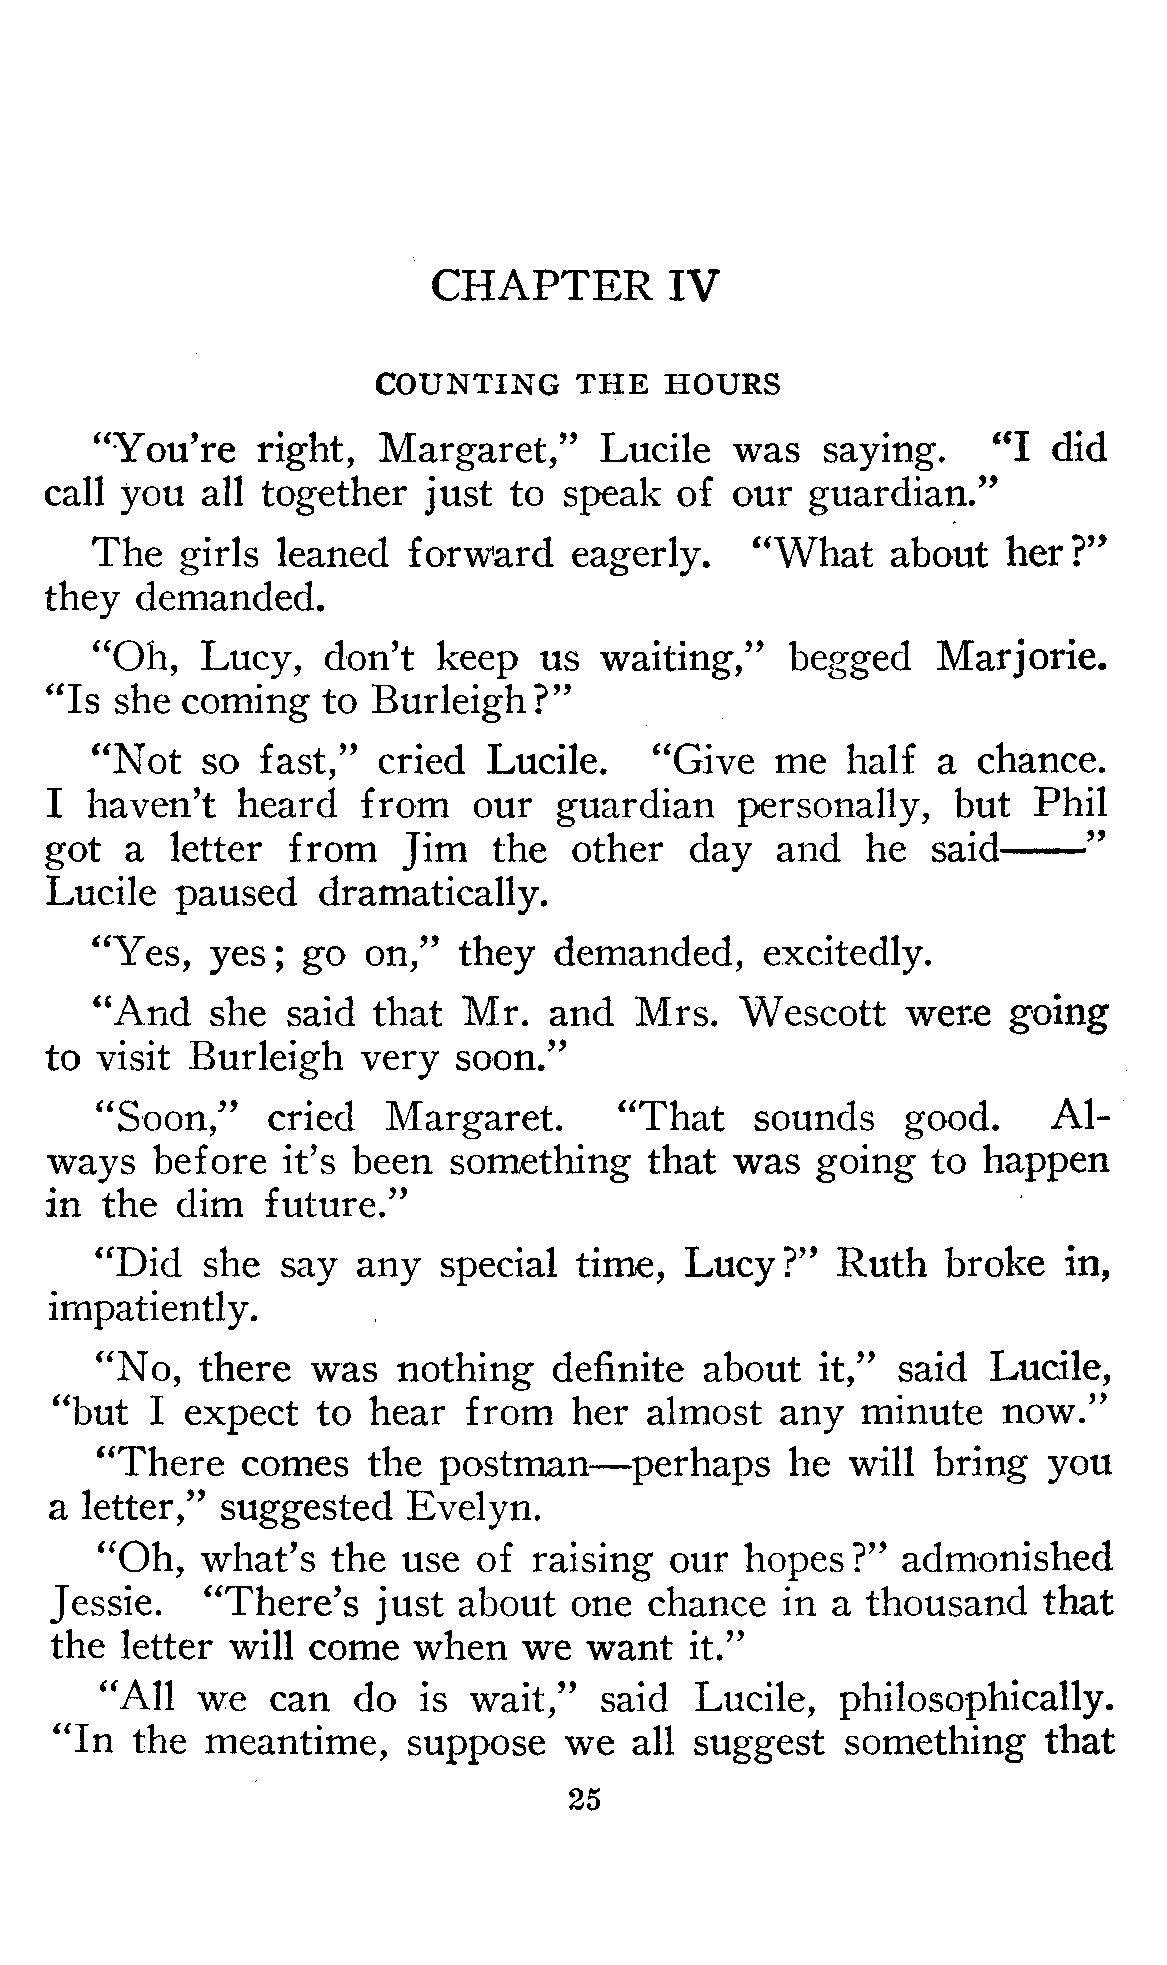 CHAPTER IV
COUNTING THE HOURS
“You're right, Margaret,” Lucile was saying. “I did
call you all together just to speak of our guardian.”
The girls leaned forward eagerly. “What about her?”
they demanded.
“Oh, Lucy, don't keep us waiting,” begged Marjorie.
“Is she coming to Burleigh?”
“Not so fast,” cried Lucile. “Give me half a chance.
I haven't heard from our guardian personally, but Phil
got a letter from Jim the other day and he said——”
Lucile paused dramatically.
“Yes, yes; go on,” they demanded, excitedly.
“And she said that Mr. and Mrs. Wescott were going
to visit Burleigh very soon.”
“Soon,” cried Margaret. “That sounds good. Al-
ways before it's been something that was going to happen
in the dim future.”
“Did she say any special time, Lucy?” Ruth broke in,
impatiently.
“No, there was nothing definite about it,” said Lucile,
“but I expect to hear from her almost any minute now.”
“There comes the postman—perhaps he will bring you
a letter,” suggested Evelyn.
“Oh, what's the use of raising our hopes?” admonished
Jessie. “There's just about one chance in a thousand that
the letter will come when we want it.”
“All we can do is wait,” said Lucile, philosophically.
“In the meantime, suppose we all suggest something that
25